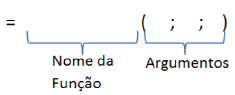 = ( ; ; )
Nome da
Função
Argumentos